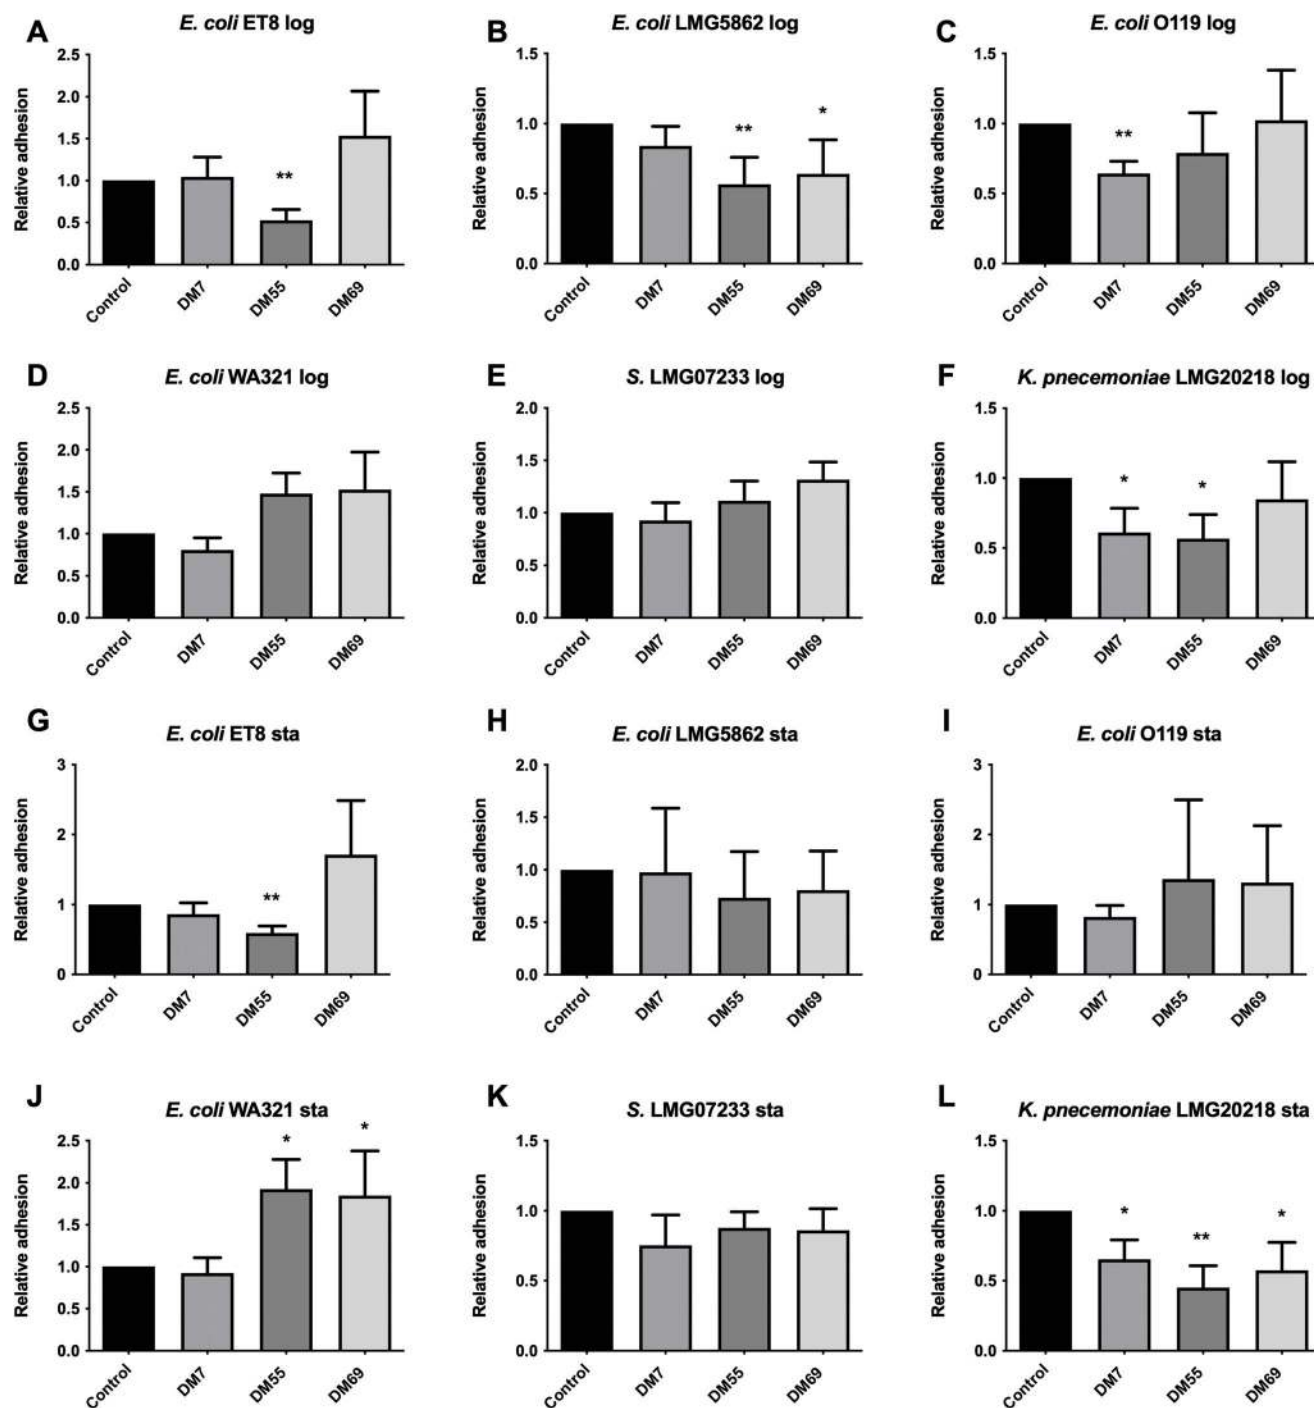 A
E. coli ET8 log
Relative adhesion
2.5
2.0
1.5
1.0
0.5
0.0
**
Control
DM7
DM55
DM69
B
E. coli LMG5862 log
Relative adhesion
1.5
1.0
0.5
0.0
**
*
Control
DM7
DM55
DM69
C
E. coli O119 log
Relative adhesion
1.5
1.0
0.5
0.0
**
Control
DM7
DM55
DM69
D
E. coli WA321 log
Relative adhesion
2.5
2.0
1.5
1.0
0.5
0.0
Control
DM7
DM55
DM69
E
S. LMG07233 log
Relative adhesion
2.0
1.5
1.0
0.5
0.0
Control
DM7
DM55
DM69
F
K. pnecemoniae LMG20218 log
Relative adhesion
1.5
1.0
0.5
0.0
*
*
Control
DM7
DM55
DM69
G
E. coli ET8 sta
Relative adhesion
3
2
1
0
**
Control
DM7
DM55
DM69
H
E. coli LMG5862 sta
Relative adhesion
2.0
1.5
1.0
0.5
0.0
Control
DM7
DM55
DM69
I
E. coli O119 sta
Relative adhesion
3
2
1
0
Control
DM7
DM55
DM69
J
E. coli WA321 sta
Relative adhesion
2.5
2.0
1.5
1.0
0.5
0.0
*
*
Control
DM7
DM55
DM69
K
S. LMG07233 sta
Relative adhesion
1.5
1.0
0.5
0.0
Control
DM7
DM55
DM69
L
K. pnecemoniae LMG20218 sta
Relative adhesion
1.5
1.0
0.5
0.0
*
**
*
Control
DM7
DM55
DM69